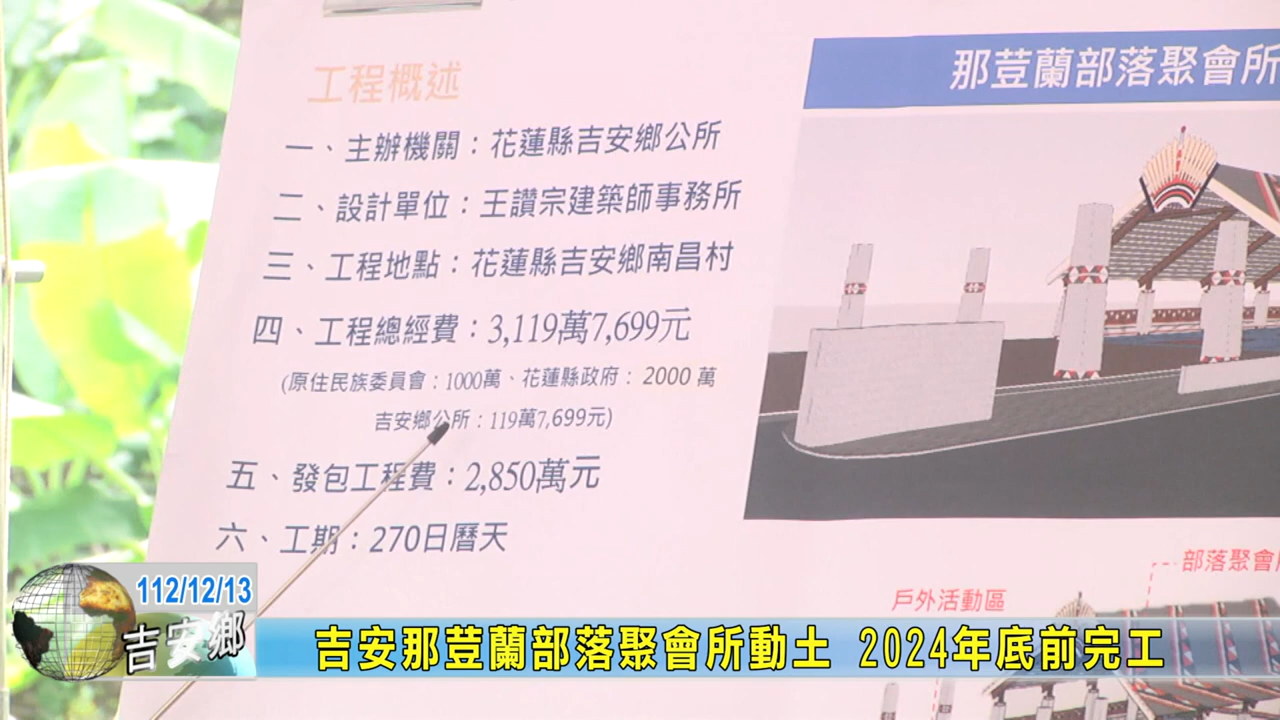 工程概述
一、主辦機關：花蓮縣吉安鄉公所
二、設計單位：王讚宗建築師事務所
三、工程地點：花蓮縣吉安鄉南昌村
四、工程總經費：3,119萬7,699元
(原住民族委員會：1000萬、花蓮縣政府：2000 萬
吉安鄉公所：119萬7,699元)
五、發包工程費：2,850萬元
六、工期：270日曆天
那荳蘭部落聚會所
部落聚會
戶外活動區
112/12/13
吉安鄉
吉安那荳蘭部落聚會所動土 2024年底前完工